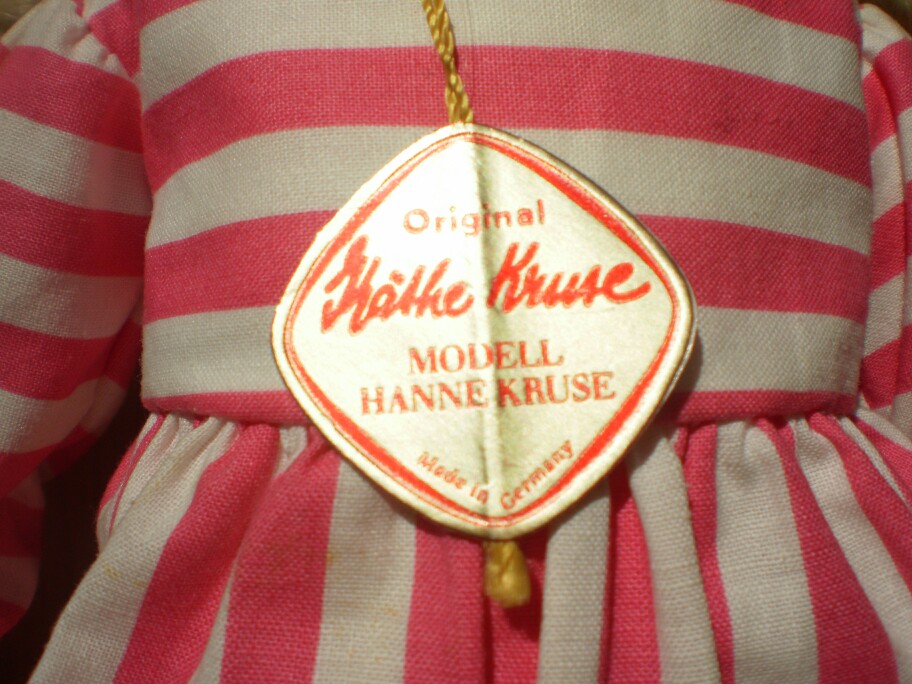 Original
Käthe Kruse
MODELL
HANNE KRUSE
Made in Germany